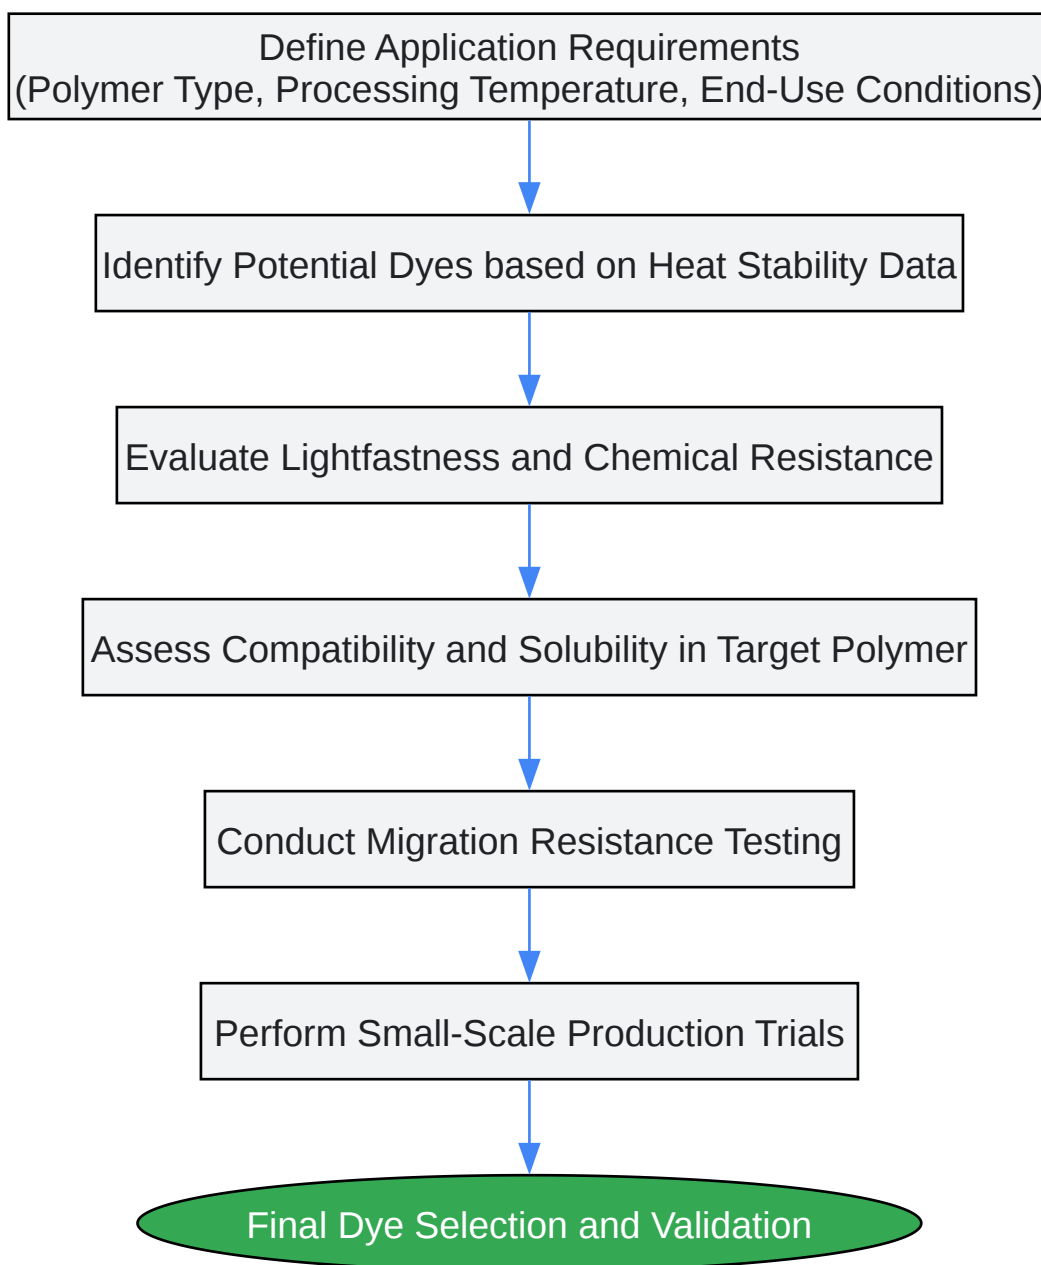 Define Application Requirements
(Polymer Type, Processing Temperature, End-Use Conditions)
Identify Potential Dyes based on Heat Stability Data
Evaluate Lightfastness and Chemical Resistance
Assess Compatibility and Solubility in Target Polymer
Conduct Migration Resistance Testing
Perform Small-Scale Production Trials
Final Dye Selection and Validation